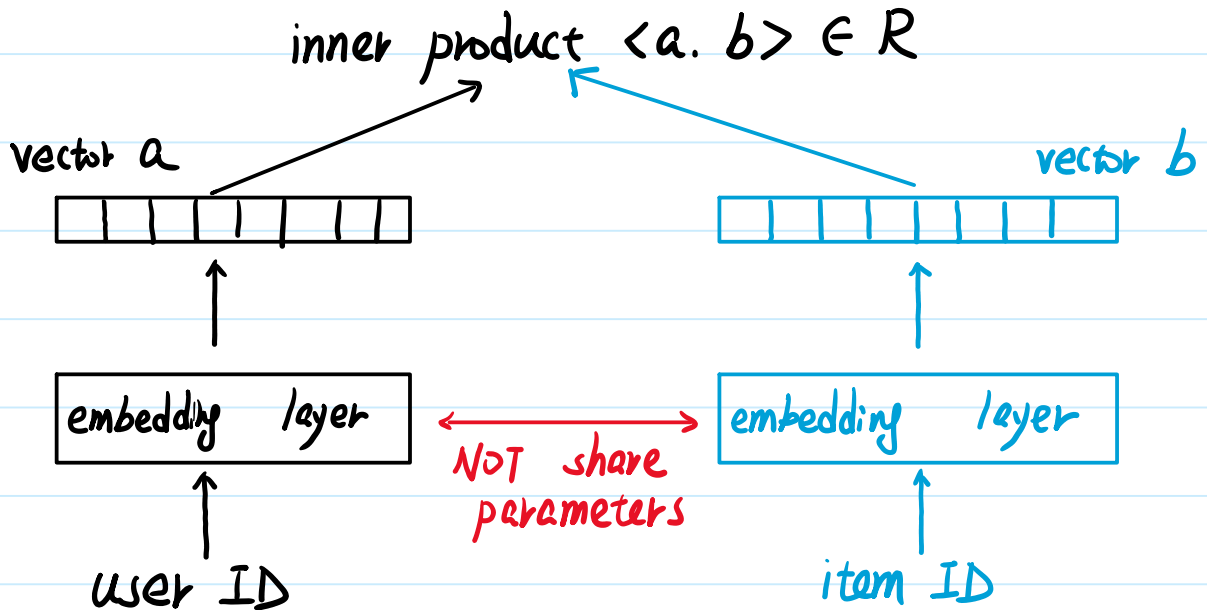 inner product <a. b> ∈ R
vector a
vector b
embedding layer
embedding layer
NOT share
parameters
user ID
item ID